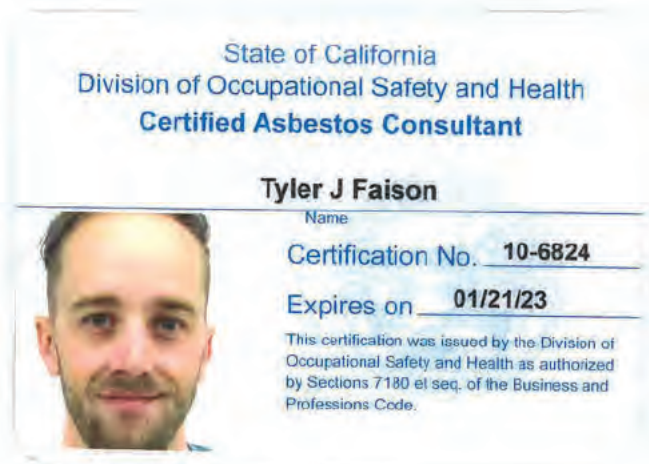 State of California
Division of Occupational Safety and Health
Certified Asbestos Consultant
Tyler J Faison
Name
Certification No. 10-6824
Expires on 01/21/23
This certification was issued by the Division of
Occupational Safety and Health as authorized
by Sections 7180 et seq. of the Business and
Professions Code.